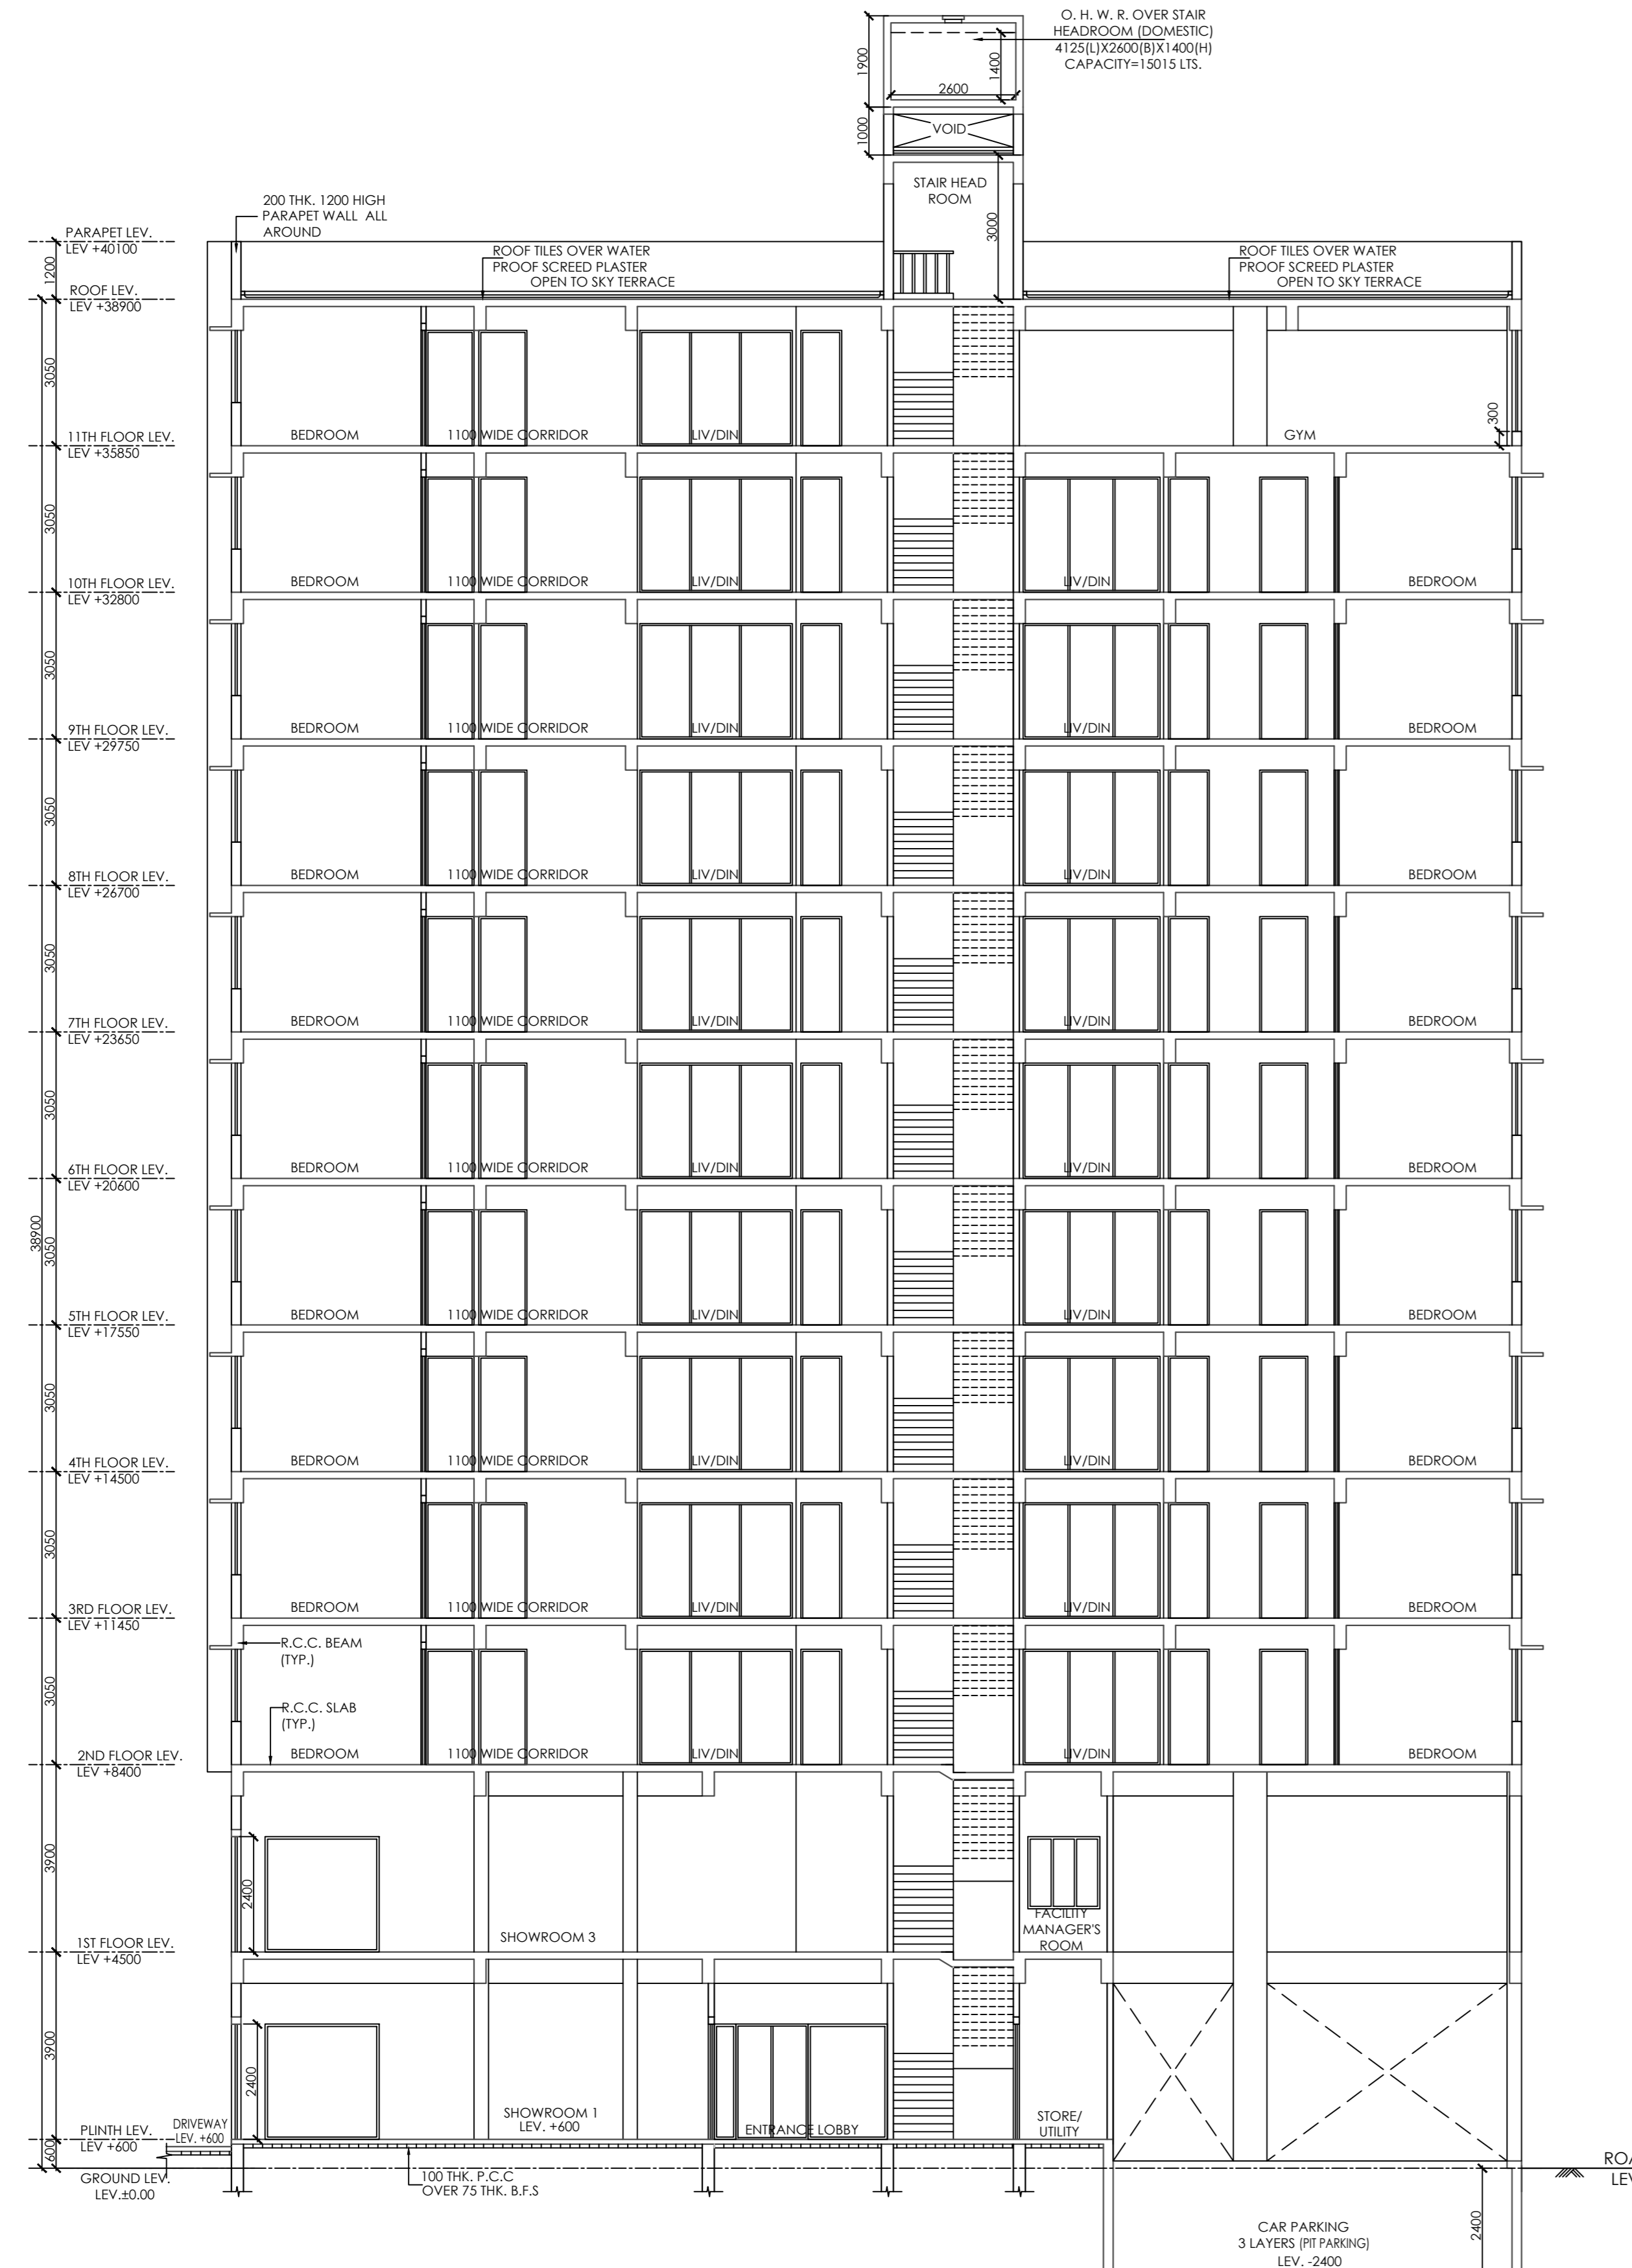 O. H. W. R. OVER STAIR
HEADROOM (DOMESTIC)
4125(L)X2600(B)X1400(H)
CAPACITY=15015 LTS.
1900
1400
2600
1000
VOID
STAIR HEAD
ROOM
3000
200 THK. 1200 HIGH
PARAPET WALL ALL
AROUND
PARAPET LEV.
LEV +40100
1200
ROOF TILES OVER WATER
PROOF SCREED PLASTER
OPEN TO SKY TERRACE
ROOF TILES OVER WATER
PROOF SCREED PLASTER
OPEN TO SKY TERRACE
ROOF LEV.
LEV +38900
3050
300
11TH FLOOR LEV.
LEV +35850
BEDROOM
1100 WIDE CORRIDOR
LIV/DIN
GYM
3050
10TH FLOOR LEV.
LEV +32800
BEDROOM
1100 WIDE CORRIDOR
LIV/DIN
LIV/DIN
BEDROOM
3050
9TH FLOOR LEV.
LEV +29750
BEDROOM
1100 WIDE CORRIDOR
LIV/DIN
LIV/DIN
BEDROOM
3050
8TH FLOOR LEV.
LEV +26700
BEDROOM
1100 WIDE CORRIDOR
LIV/DIN
LIV/DIN
BEDROOM
3050
7TH FLOOR LEV.
LEV +23650
BEDROOM
1100 WIDE CORRIDOR
LIV/DIN
LIV/DIN
BEDROOM
3050
6TH FLOOR LEV.
LEV +20600
BEDROOM
1100 WIDE CORRIDOR
LIV/DIN
LIV/DIN
BEDROOM
38900
3050
5TH FLOOR LEV.
LEV +17550
BEDROOM
1100 WIDE CORRIDOR
LIV/DIN
LIV/DIN
BEDROOM
3050
4TH FLOOR LEV.
LEV +14500
BEDROOM
1100 WIDE CORRIDOR
LIV/DIN
LIV/DIN
BEDROOM
3050
3RD FLOOR LEV.
LEV +11450
BEDROOM
1100 WIDE CORRIDOR
LIV/DIN
LIV/DIN
BEDROOM
R.C.C. BEAM
(TYP.)
3050
R.C.C. SLAB
(TYP.)
2ND FLOOR LEV.
LEV +8400
BEDROOM
1100 WIDE CORRIDOR
LIV/DIN
LIV/DIN
BEDROOM
3900
2400
SHOWROOM 3
FACILITY
MANAGER'S
ROOM
1ST FLOOR LEV.
LEV +4500
3900
2400
SHOWROOM 1
LEV. +600
ENTRANCE LOBBY
STORE/
UTILITY
PLINTH LEV.
LEV +600
DRIVEWAY
LEV. +600
600
GROUND LEV.
LEV.±0.00
100 THK. P.C.C
OVER 75 THK. B.F.S
2400
CAR PARKING
3 LAYERS (PIT PARKING)
LEV. -2400